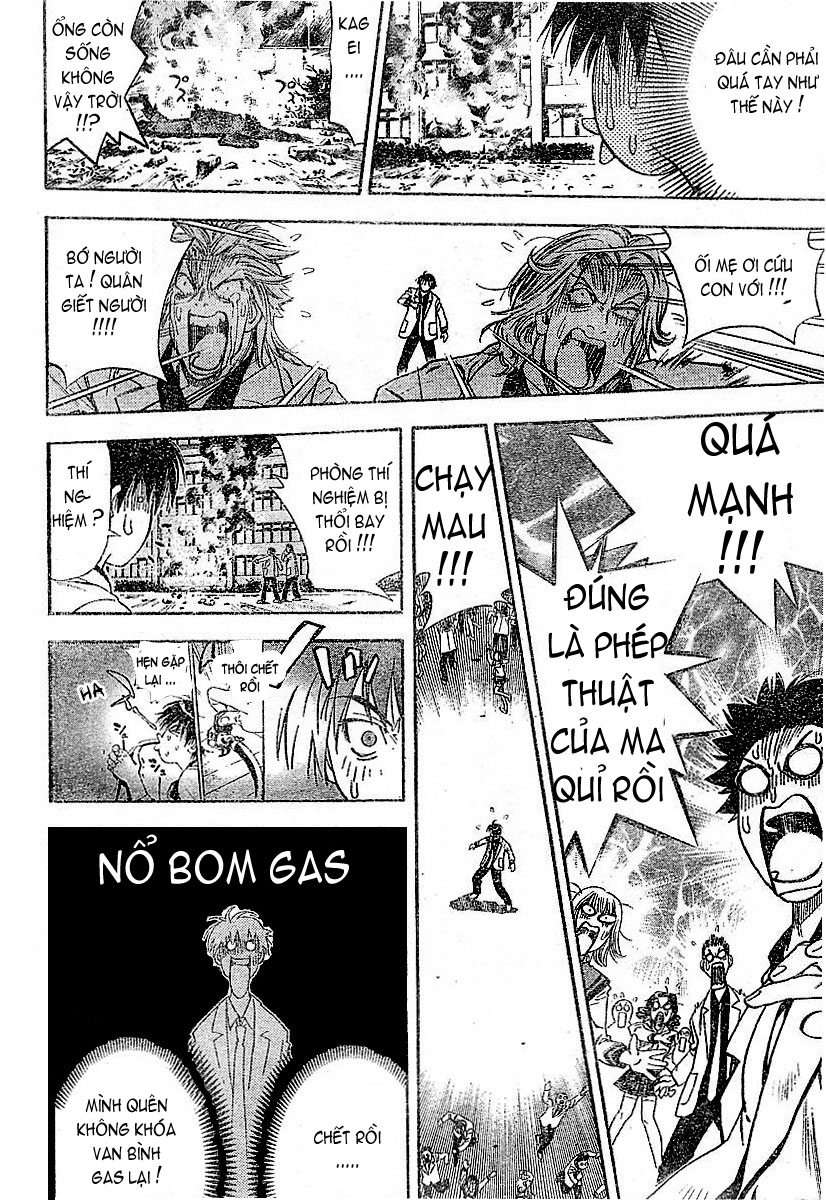 ĐÂU CẦN PHẢI
QUÁ TAY NHƯ
THẾ NÀY !
KAG
EI
....
ỔNG CÒN
SỐNG
KHÔNG
VẬY TRỜI
!!?
ỐI MẸ ƠI CỨU
CON VỚI !!!
BỚ NGƯỜI
TA ! QUÂN
GIẾT NGƯỜI
!!!!
QUÁ
MẠNH
!!!
ĐÚNG
LÀ PHÉP
THUẬT
CỦA MA
QUỈ RỒI
CHẠY
MAU
!!!
PHÒNG THÍ
NGHIỆM BỊ
THỔI BAY
RỒI !!!
THÍ
NG-
HIỆM ?
THÔI CHẾT
RỒI
HẸN GẶP
LẠI ...
HA
NỔ BOM GAS
CHẾT RỒI
.....
MÌNH QUÊN
KHÔNG KHÓA
VAN BÌNH
GAS LẠI !